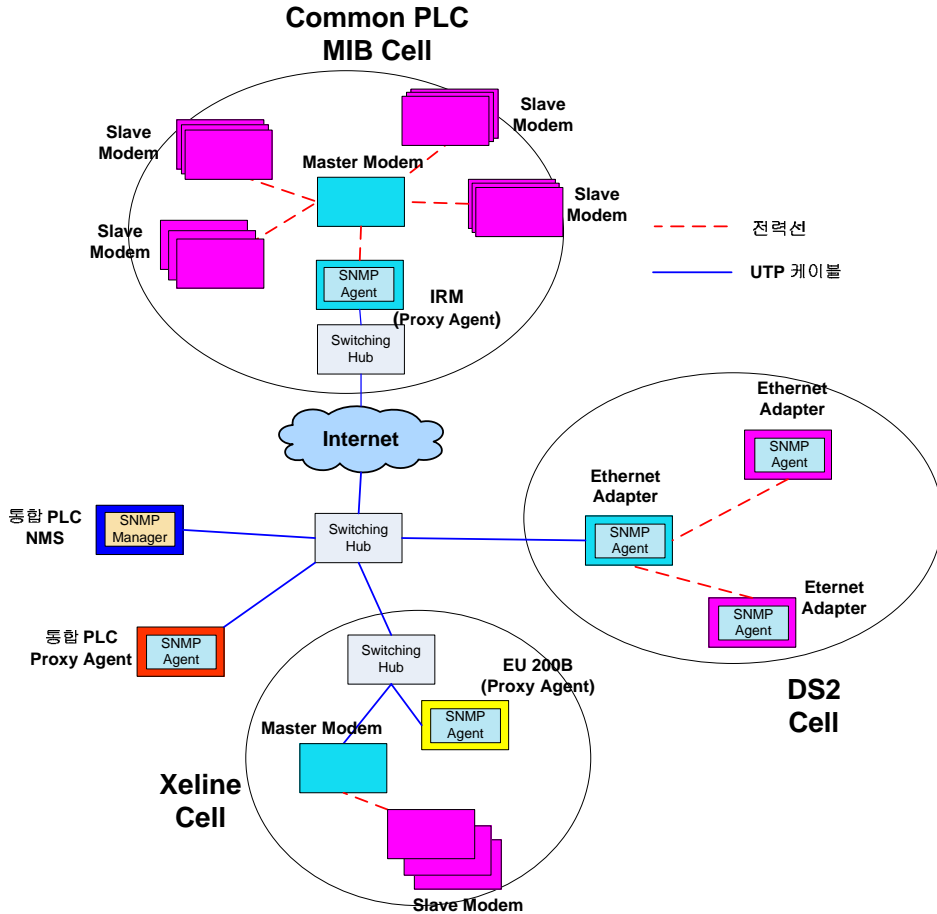 Common PLC
MIB Cell
Slave
Modem
Slave
Modem
Master Modem
Slave
Modem
Slave
Modem
SNMP
Agent
IRM
(Proxy Agent)
Switching
Hub
전력선
UTP 케이블
Internet
Ethernet
Adapter
SNMP
Agent
Ethernet
Adapter
SNMP
Agent
Eternet
Adapter
SNMP
Agent
DS2
Cell
통합 PLC
NMS
SNMP
Manager
Switching
Hub
통합 PLC
Proxy Agent
SNMP
Agent
Switching
Hub
EU 200B
(Proxy Agent)
SNMP
Agent
Master Modem
Xeline
Cell
Slave Modem